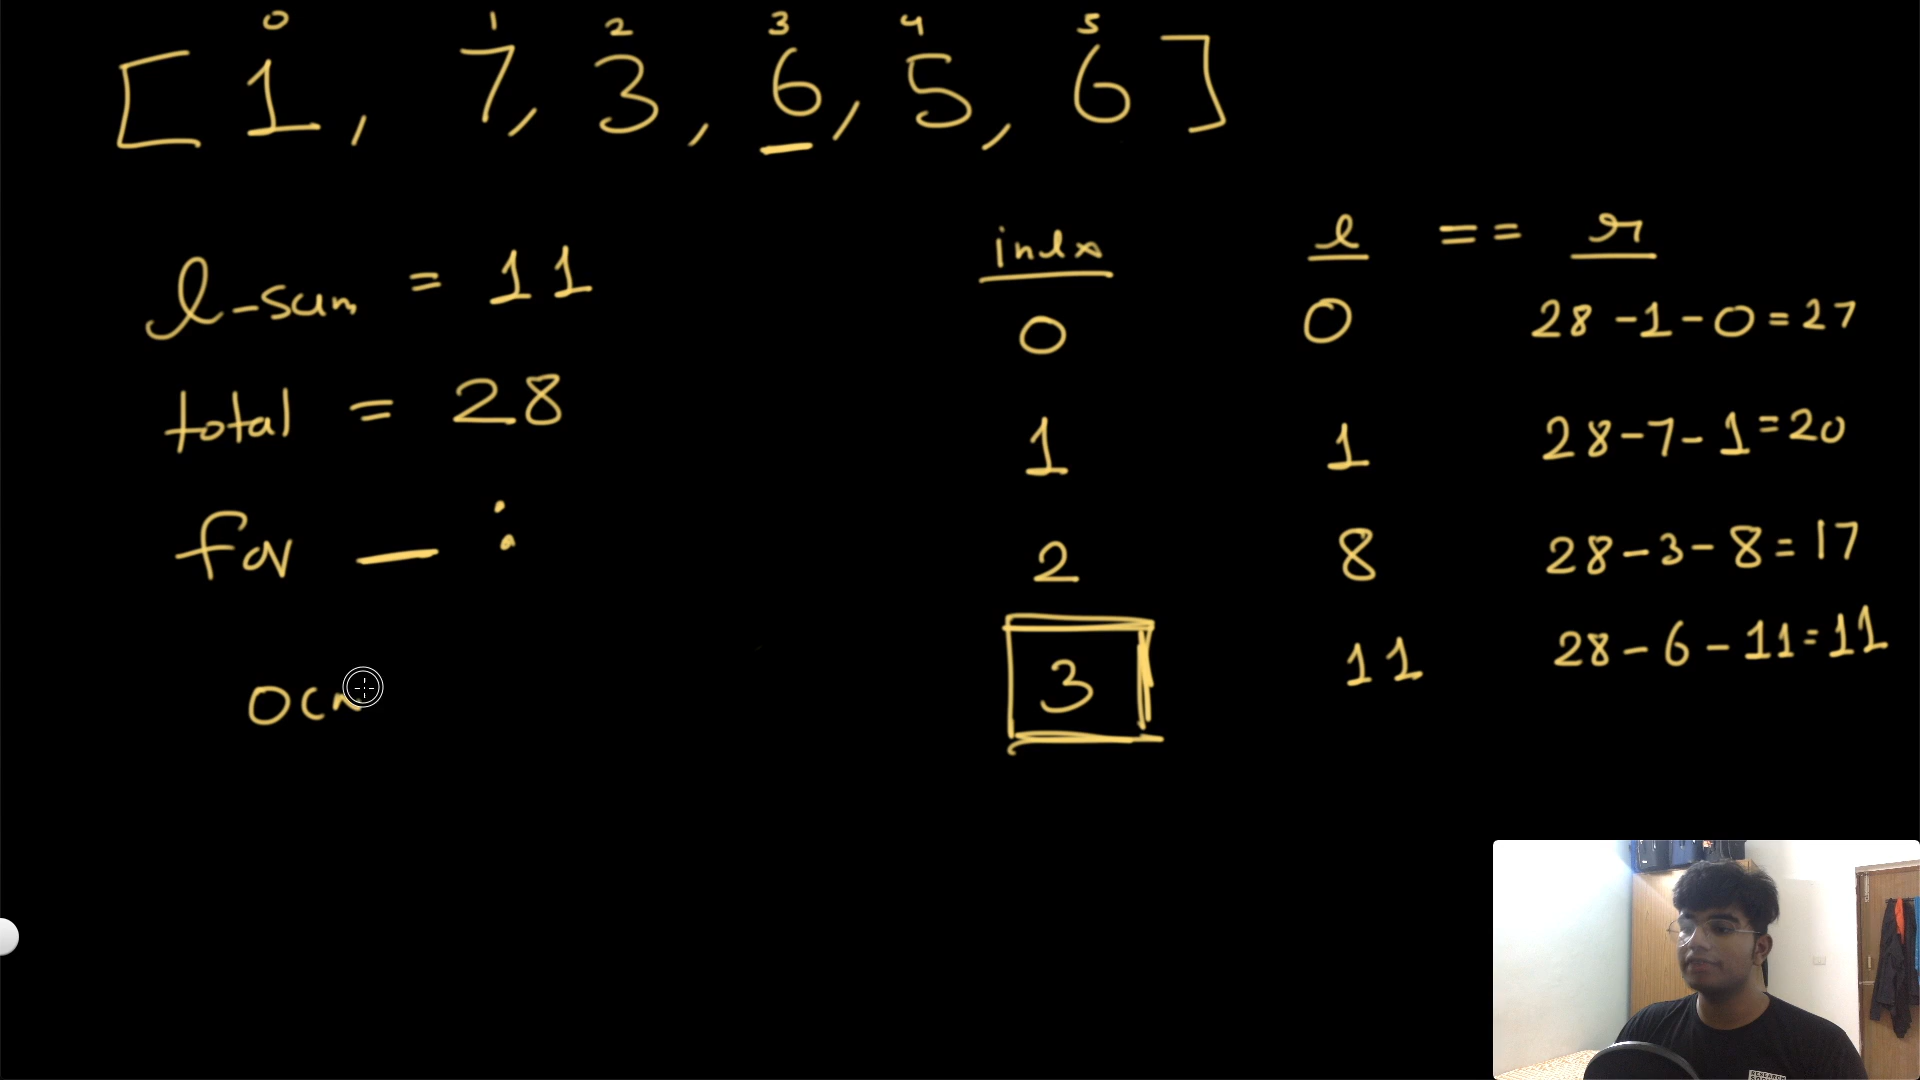 0 1 2 3 4 5
[ 1 , 7 , 3 , 6 , 5 , 6 ]
index l == r
l-sum = 11
0 0 28 - 1 - 0 = 27
total = 28
1 1 28 - 7 - 1 = 20
for — :
2 8 28 - 3 - 8 = 17
3 11 28 - 6 - 11 = 11
O(n